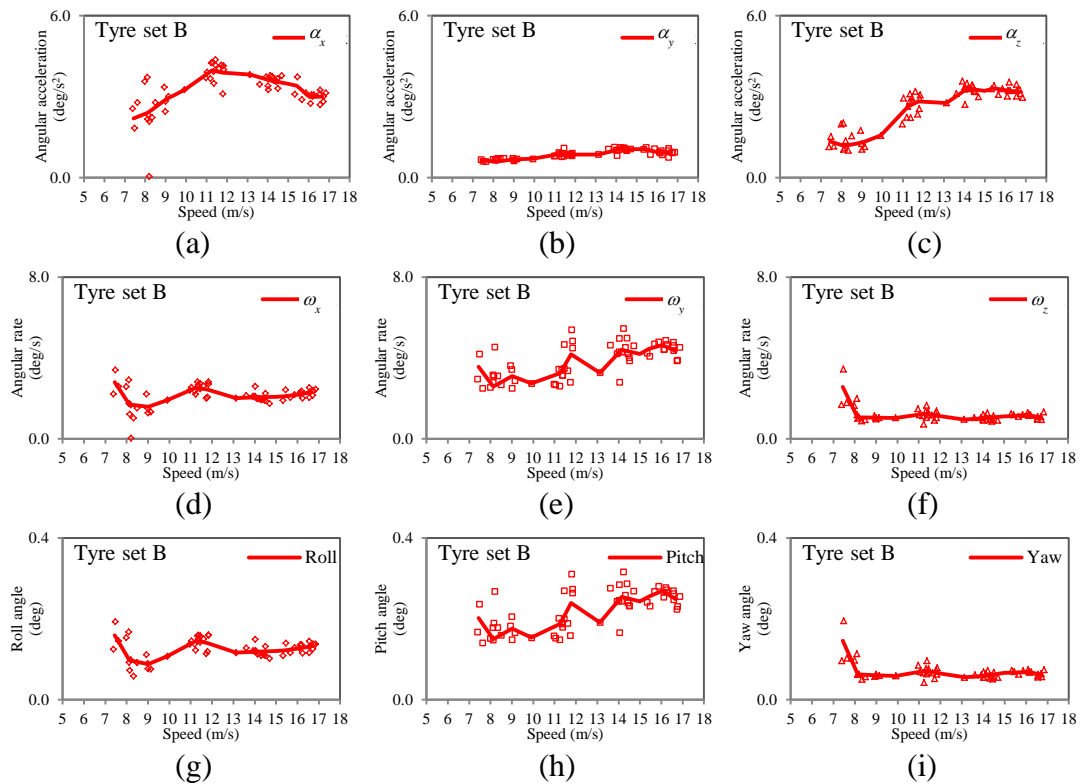 6.0
Tyre set B
αx
Angular acceleration
(deg/s²)
0.0
5 6 7 8 9 10 11 12 13 14 15 16 17 18
Speed (m/s)
(a)
6.0
Tyre set B
αy
Angular acceleration
(deg/s²)
0.0
5 6 7 8 9 10 11 12 13 14 15 16 17 18
Speed (m/s)
(b)
6.0
Tyre set B
αz
Angular acceleration
(deg/s²)
0.0
5 6 7 8 9 10 11 12 13 14 15 16 17 18
Speed (m/s)
(c)
8.0
Tyre set B
ωx
Angular rate
(deg/s)
0.0
5 6 7 8 9 10 11 12 13 14 15 16 17 18
Speed (m/s)
(d)
8.0
Tyre set B
ωy
Angular rate
(deg/s)
0.0
5 6 7 8 9 10 11 12 13 14 15 16 17 18
Speed (m/s)
(e)
8.0
Tyre set B
ωz
Angular rate
(deg/s)
0.0
5 6 7 8 9 10 11 12 13 14 15 16 17 18
Speed (m/s)
(f)
0.4
Tyre set B
Roll
Roll angle
(deg)
0.0
5 6 7 8 9 10 11 12 13 14 15 16 17 18
Speed (m/s)
(g)
0.4
Tyre set B
Pitch
Pitch angle
(deg)
0.0
5 6 7 8 9 10 11 12 13 14 15 16 17 18
Speed (m/s)
(h)
0.4
Tyre set B
Yaw
Yaw angle
(deg)
0.0
5 6 7 8 9 10 11 12 13 14 15 16 17 18
Speed (m/s)
(i)